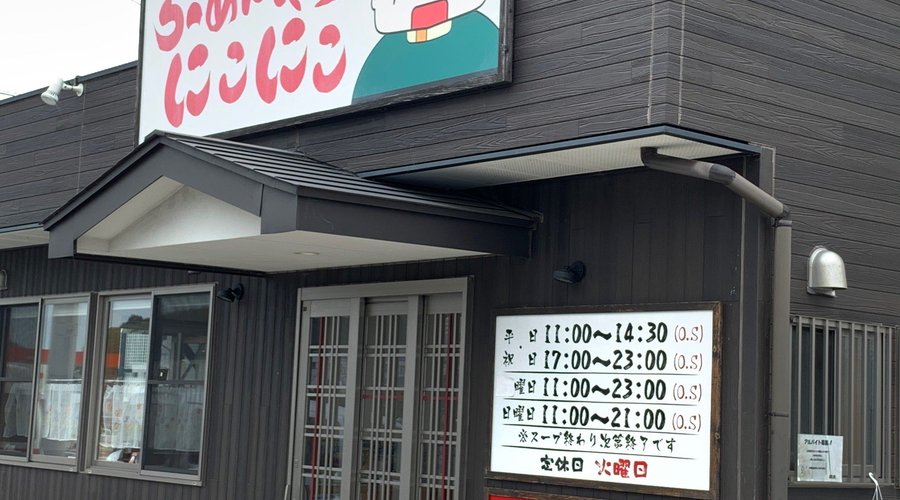 にこにこ
平 日 11:00〜14:30 (O.S)
祝 日 17:00〜23:00 (O.S)
曜日 11:00〜23:00 (O.S)
日曜日 11:00〜21:00 (O.S)
※スープ終わり次第終了です
定休日 火曜日
アルバイト募集!